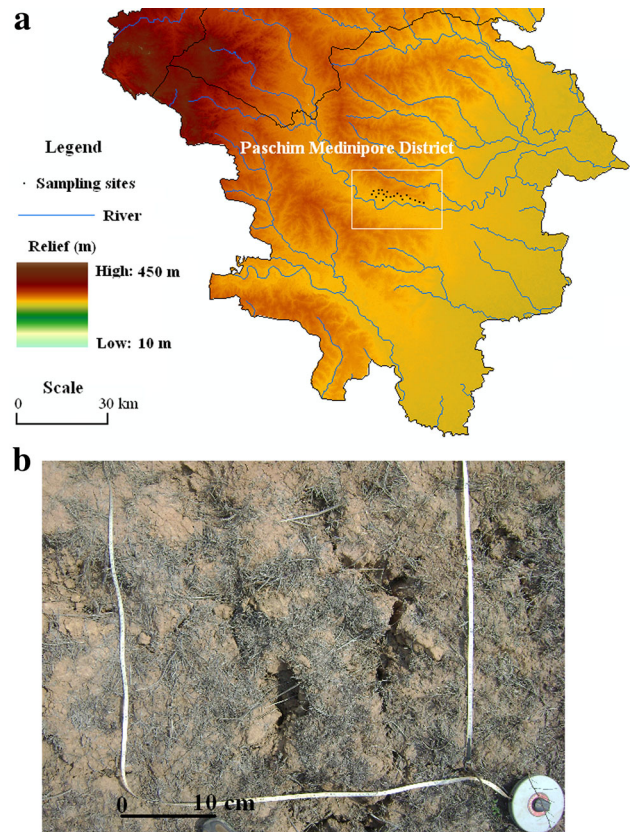 a
Paschim Medinipore District
Legend
Sampling sites
River
Relief (m)
High: 450 m
Low: 10 m
Scale
0 30 km
b
0 10 cm